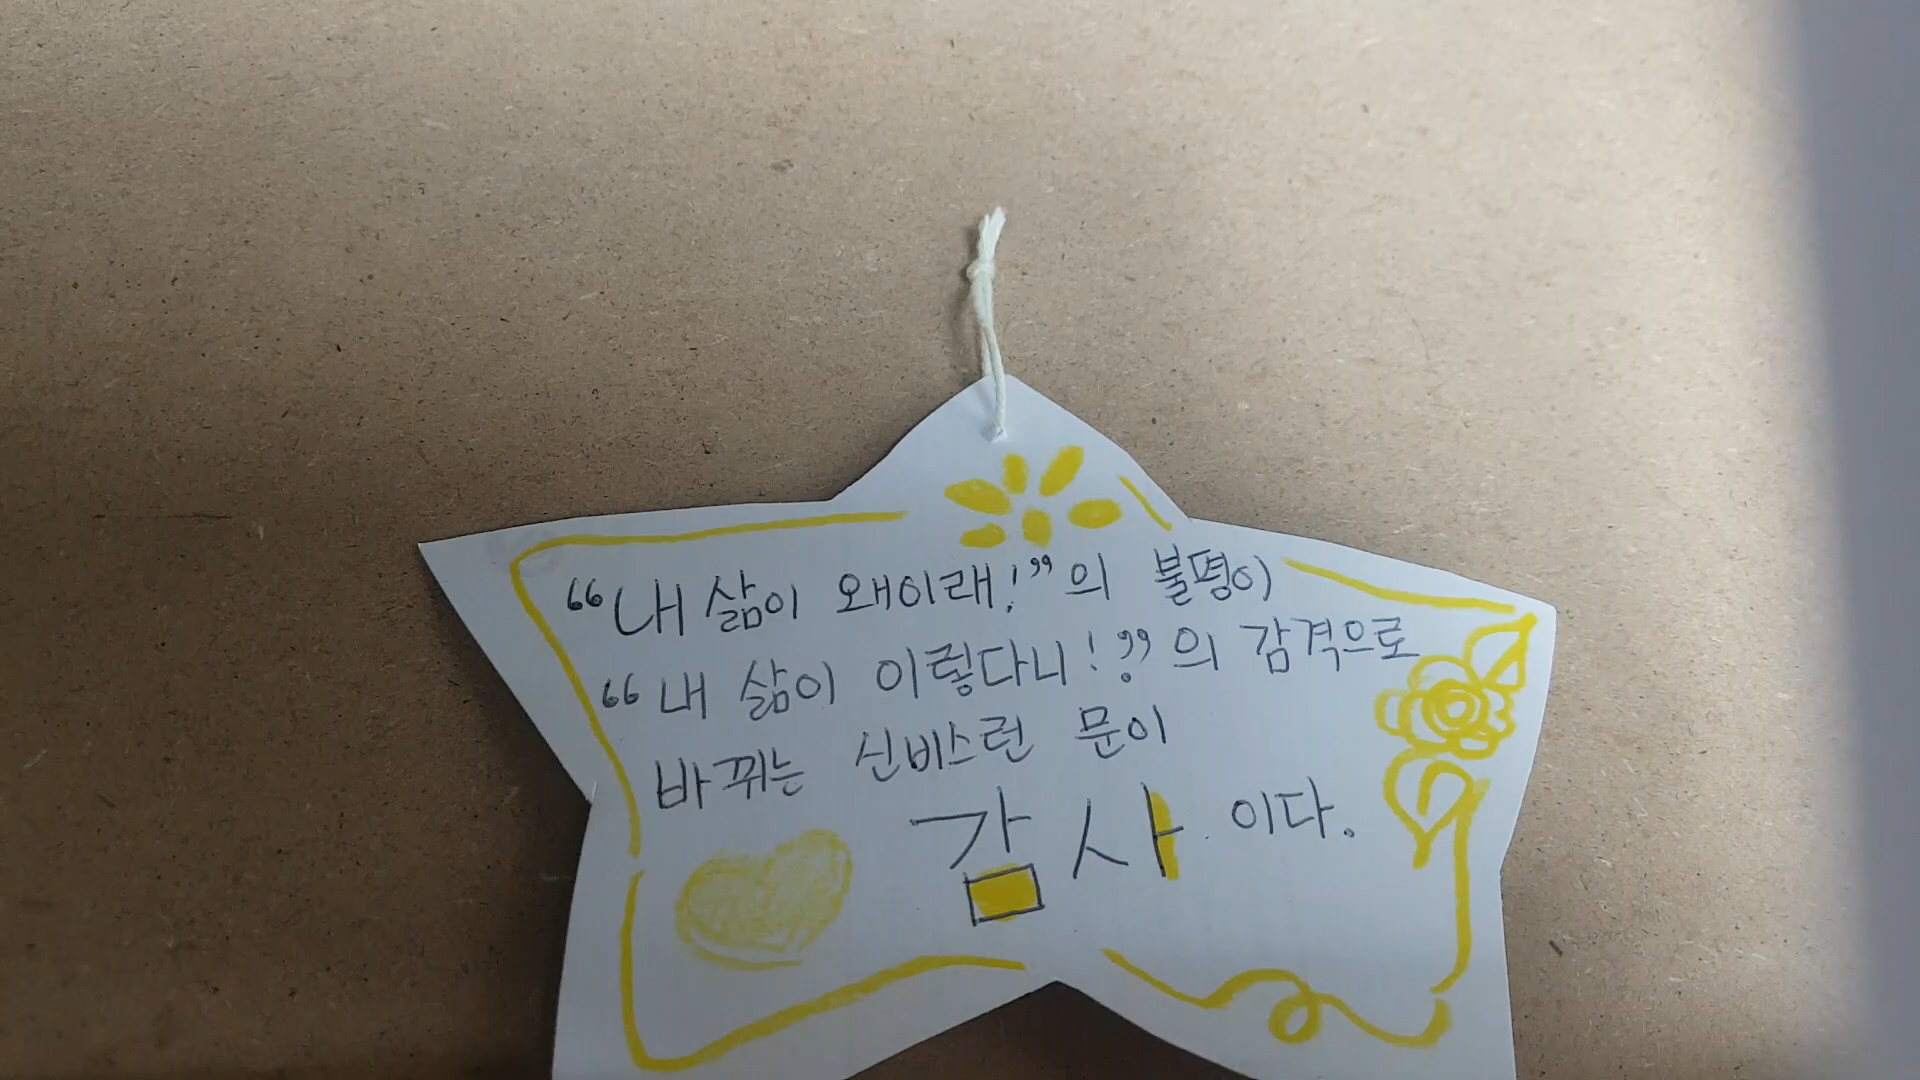 “내 삶이 왜이래!”의 불평이
“내 삶이 이렇다니!”의 감격으로
바뀌는 신비스런 문이
감사이다.